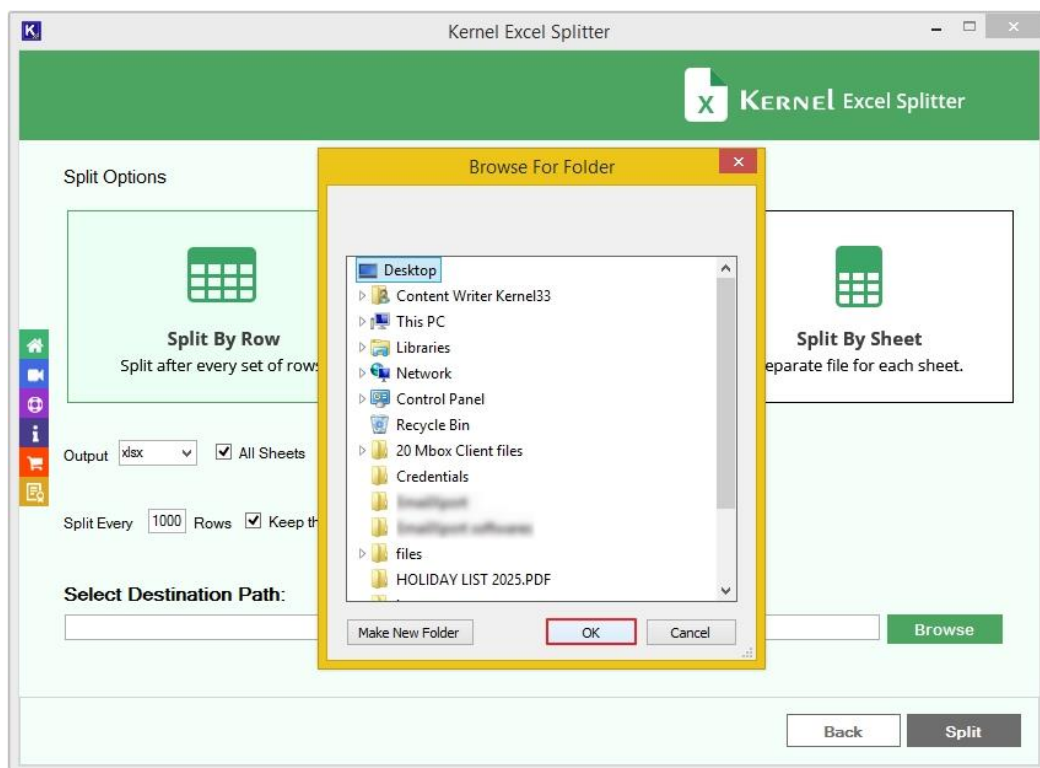 Kernel Excel Splitter
KERNEL Excel Splitter
Split Options
Split By Row
Split after every set of rows
Split By Sheet
eparate file for each sheet.
Output xlsx All Sheets
Split Every 1000 Rows Keep th
Select Destination Path:
Browse
Back Split
Browse For Folder
Desktop
Content Writer Kernel33
This PC
Libraries
Network
Control Panel
Recycle Bin
20 Mbox Client files
Credentials
files
HOLIDAY LIST 2025.PDF
Make New Folder OK Cancel